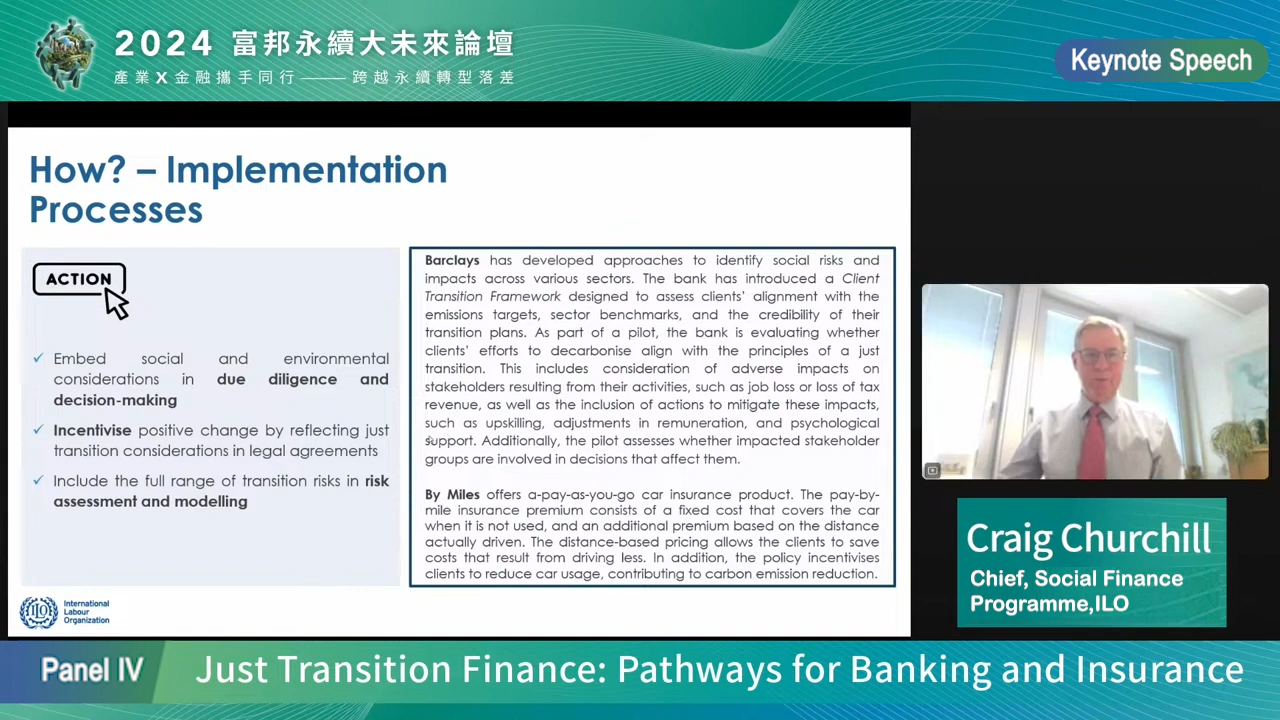 2024 富邦永續大未來論壇
產業X金融攜手同行——跨越永續轉型落差
Keynote Speech
How? – Implementation
Processes
ACTION
✓ Embed social and environmental
considerations in due diligence and
decision-making
✓ Incentivise positive change by reflecting just
transition considerations in legal agreements
✓ Include the full range of transition risks in risk
assessment and modelling
Barclays has developed approaches to identify social risks and
impacts across various sectors. The bank has introduced a Client
Transition Framework designed to assess clients' alignment with the
emissions targets, sector benchmarks, and the credibility of their
transition plans. As part of a pilot, the bank is evaluating whether
clients' efforts to decarbonise align with the principles of a just
transition. This includes consideration of adverse impacts on
stakeholders resulting from their activities, such as job loss or loss of tax
revenue, as well as the inclusion of actions to mitigate these impacts,
such as upskilling, adjustments in remuneration, and psychological
support. Additionally, the pilot assesses whether impacted stakeholder
groups are involved in decisions that affect them.
By Miles offers a-pay-as-you-go car insurance product. The pay-by-
mile insurance premium consists of a fixed cost that covers the car
when it is not used, and an additional premium based on the distance
actually driven. The distance-based pricing allows the clients to save
costs that result from driving less. In addition, the policy incentivises
clients to reduce car usage, contributing to carbon emission reduction.
ILO
International
Labour
Organization
Craig Churchill
Chief, Social Finance
Programme,ILO
Panel IV
Just Transition Finance: Pathways for Banking and Insurance